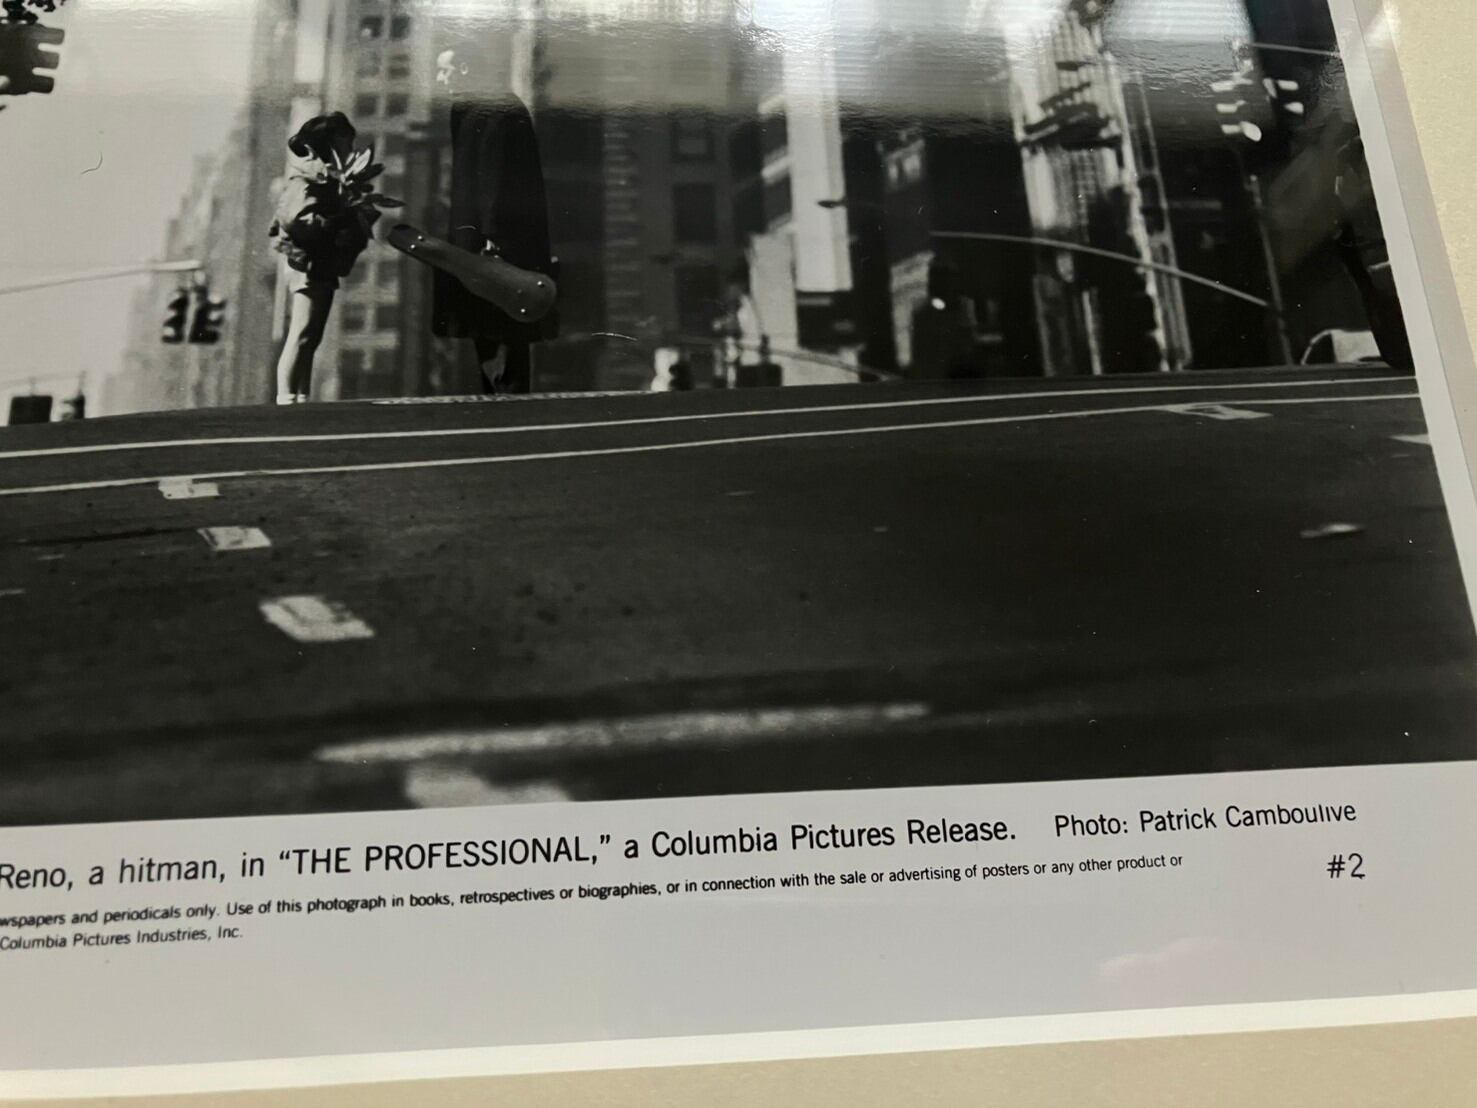 Reno, a hitman, in “THE PROFESSIONAL,” a Columbia Pictures Release. Photo: Patrick Camboulive
wspapers and periodicals only. Use of this photograph in books, retrospectives or biographies, or in connection with the sale or advertising of posters or any other product or
Columbia Pictures Industries, Inc.
#2